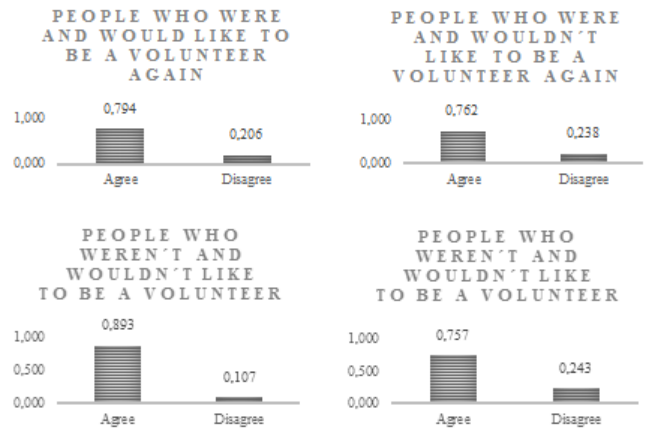 PEOPLE WHO WERE
AND WOULD LIKE TO
BE A VOLUNTEER
AGAIN
1,000
0,000
0,794
0,206
Agree
Disagree
PEOPLE WHO WERE
AND WOULDN´T
LIKE TO BE A
VOLUNTEER AGAIN
1,000
0,000
0,762
0,238
Agree
Disagree
PEOPLE WHO
WEREN´T AND
WOULDN´T LIKE
TO BE A VOLUNTEER
1,000
0,500
0,000
0,893
0,107
Agree
Disagree
PEOPLE WHO
WEREN´T AND
WOULDN´T LIKE
TO BE A VOLUNTEER
1,000
0,500
0,000
0,757
0,243
Agree
Disagree